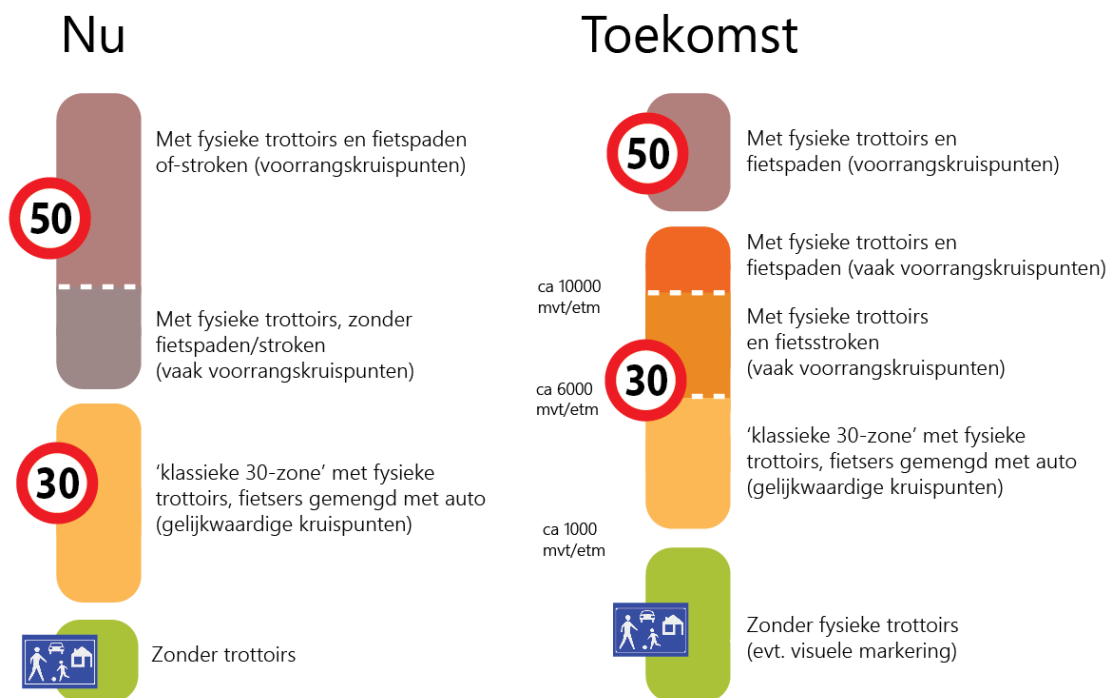 Nu
Met fysieke trottoirs en fietspaden
of-stroken (voorrangskruispunten)
50
Met fysieke trottoirs, zonder
fietspaden/stroken
(vaak voorrangskruispunten)
30
‘klassieke 30-zone’ met fysieke
trottoirs, fietsers gemengd met auto
(gelijkwaardige kruispunten)
Zonder trottoirs
Toekomst
50
Met fysieke trottoirs en
fietspaden (voorrangskruispunten)
Met fysieke trottoirs en
fietspaden (vaak voorrangskruispunten)
ca 10000
mvt/etm
Met fysieke trottoirs
en fietsstroken
(vaak voorrangskruispunten)
30
ca 6000
mvt/etm
‘klassieke 30-zone’ met fysieke
trottoirs, fietsers gemengd met auto
(gelijkwaardige kruispunten)
ca 1000
mvt/etm
Zonder fysieke trottoirs
(evt. visuele markering)